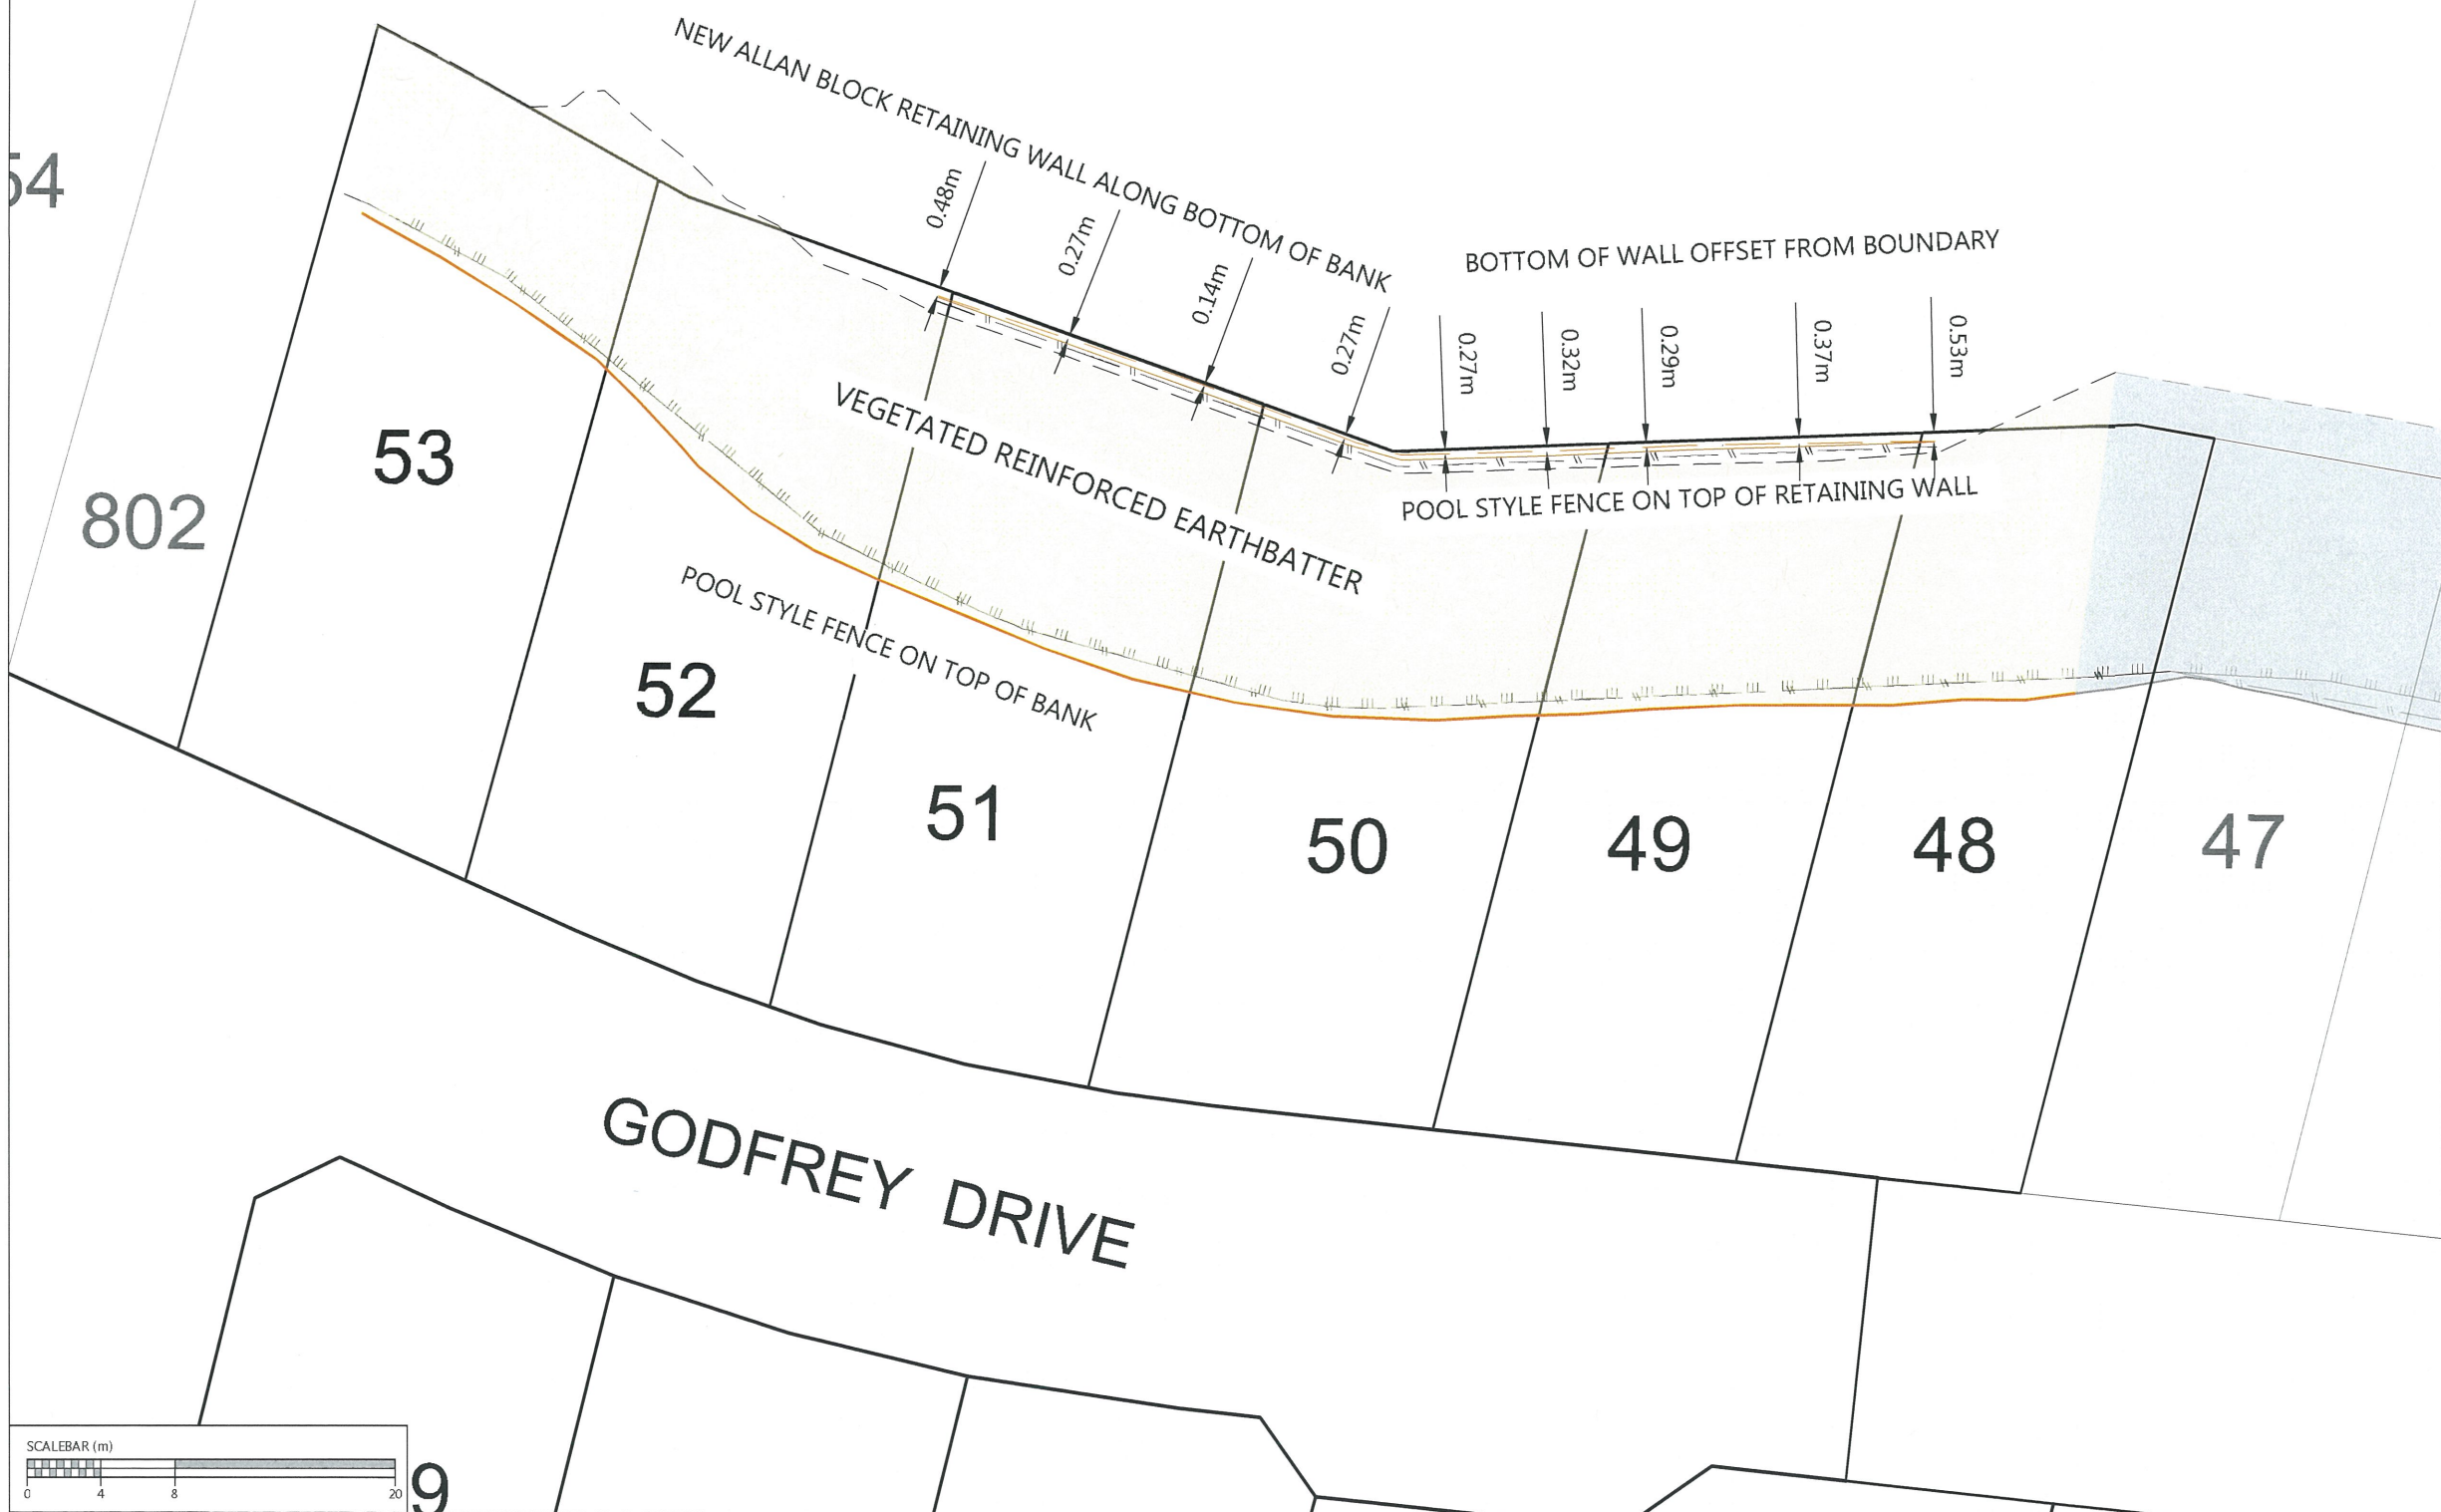 NEW ALLAN BLOCK RETAINING WALL ALONG BOTTOM OF BANK
BOTTOM OF WALL OFFSET FROM BOUNDARY
54
0.48m
0.27m
0.14m
0.27m
0.27m
0.32m
0.29m
0.37m
0.53m
POOL STYLE FENCE ON TOP OF RETAINING WALL
VEGETATED REINFORCED EARTHBATTER
802
53
POOL STYLE FENCE ON TOP OF BANK
52
51
50
49
48
47
GODFREY DRIVE
SCALEBAR (m)
0 4 8 20
9